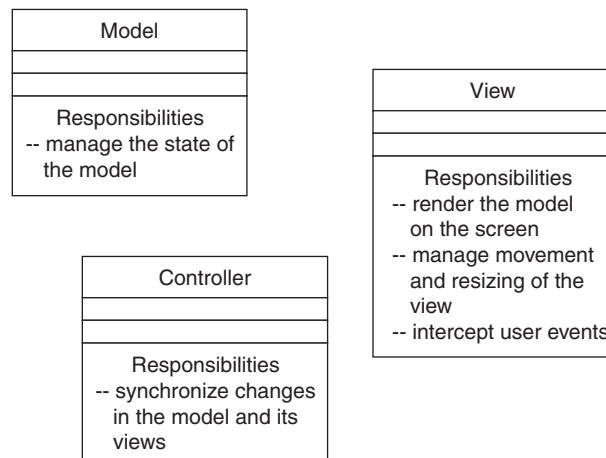 Model
Responsibilities
-- manage the state of
the model
View
Responsibilities
-- render the model
on the screen
-- manage movement
and resizing of the
view
-- intercept user events
Controller
Responsibilities
-- synchronize changes
in the model and its
views